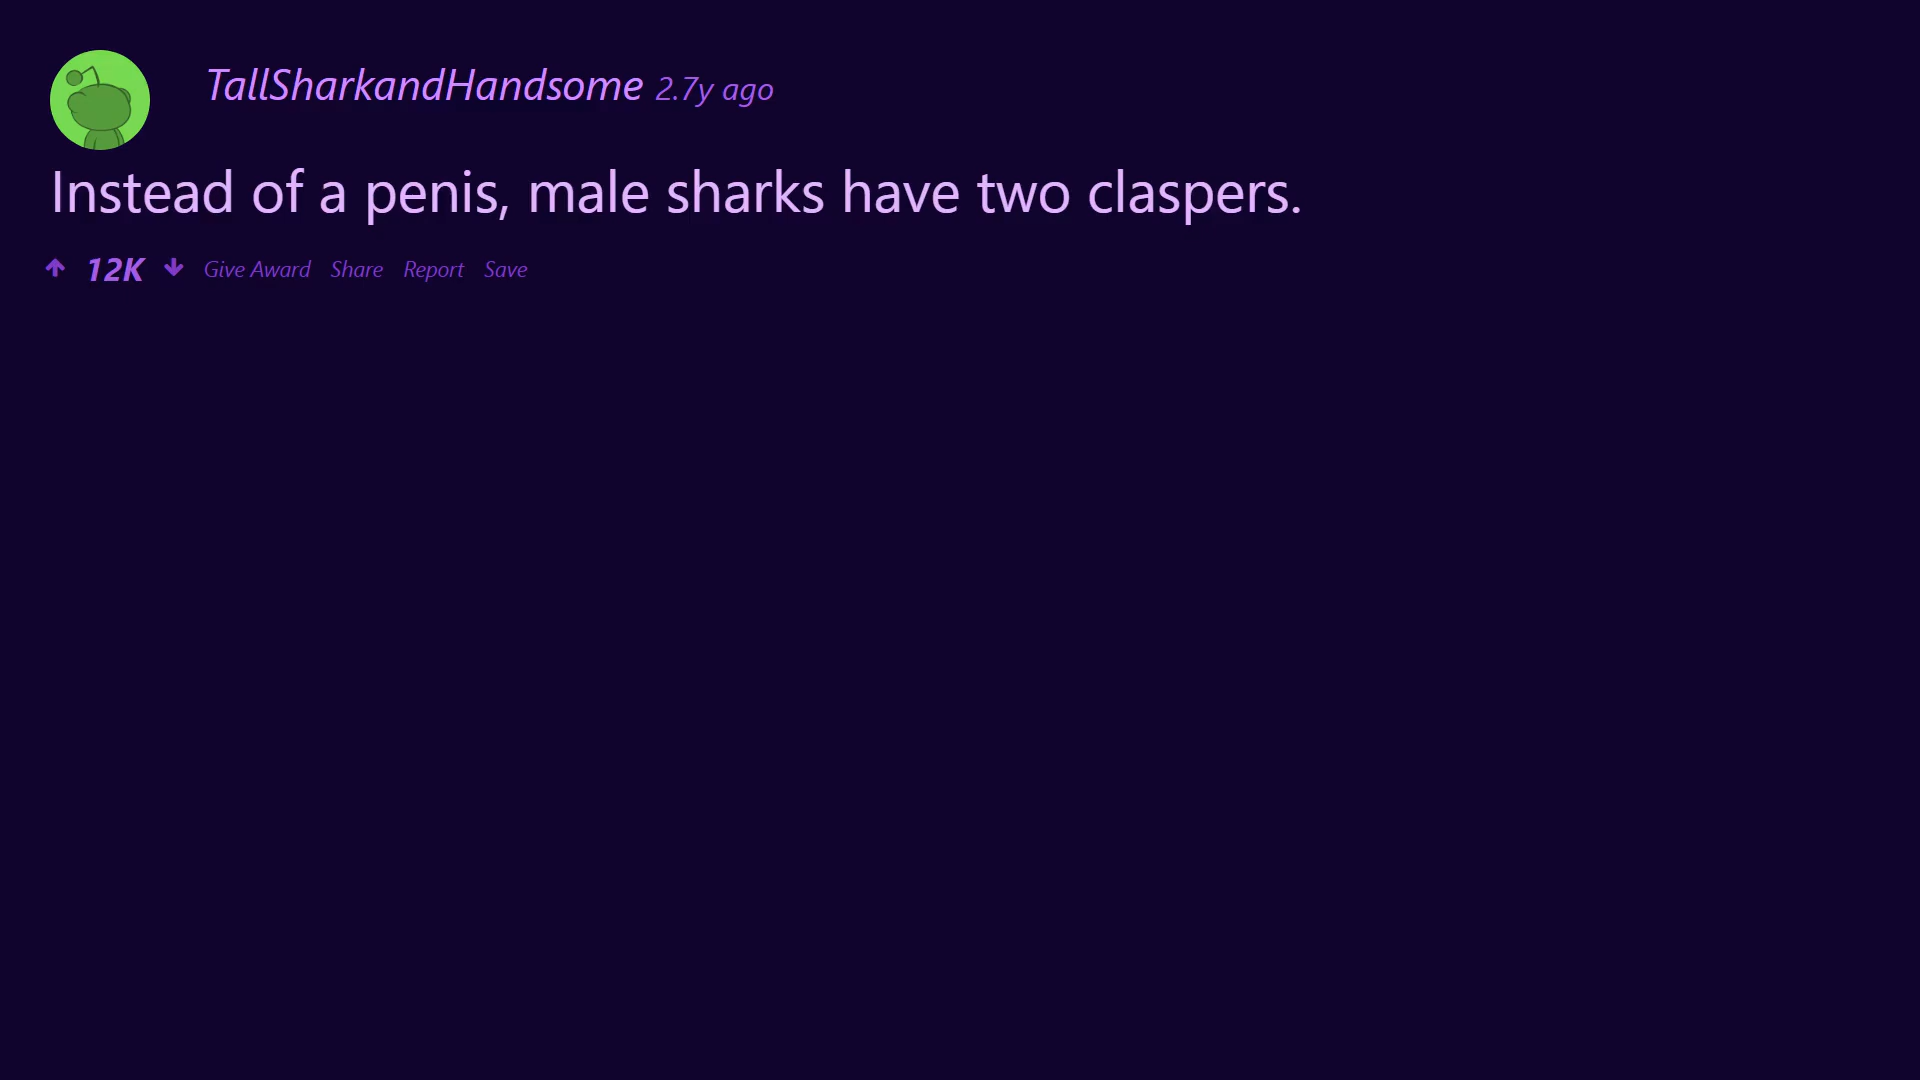 TallSharkandHandsome 2.7y ago
Instead of a penis, male sharks have two claspers.
12K Give Award Share Report Save